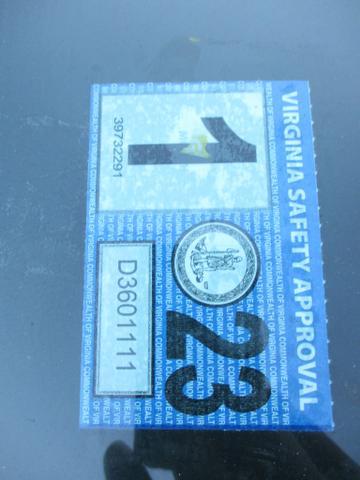 VIRGINIA SAFETY APPROVAL
1
23
39732291
D3601111